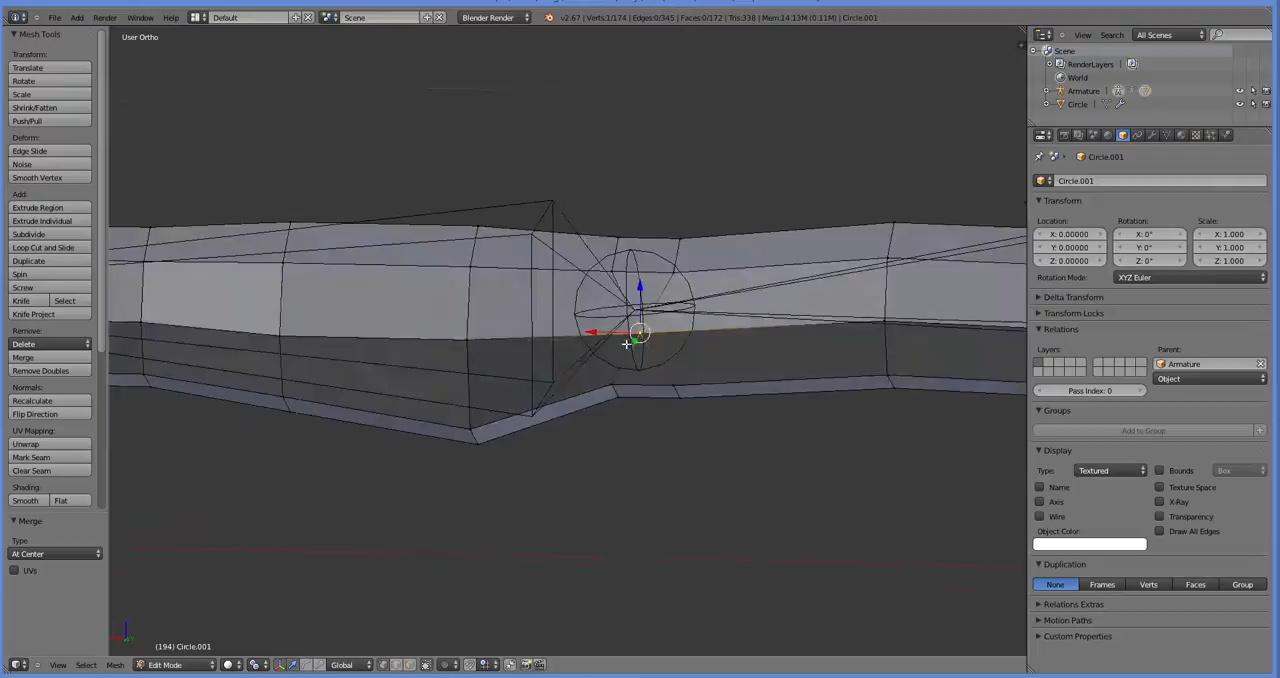 File Add Render Window Help Default Scene Blender Render v2.67 | Verts:1/174 | Edges:0/345 | Faces:0/172 | Tris:338 | Mem:14.13M (0.11M) | Circle.001
Mesh Tools
User Ortho
Transform:
Translate
Rotate
Scale
Shrink/Fatten
Push/Pull
Deform:
Edge Slide
Noise
Smooth Vertex
Add:
Extrude Region
Extrude Individual
Subdivide
Loop Cut and Slide
Duplicate
Spin
Screw
Knife Select
Knife Project
Remove:
Delete
Merge
Remove Doubles
Normals:
Recalculate
Flip Direction
UV Mapping:
Unwrap
Mark Seam
Clear Seam
Shading:
Smooth Flat
Merge
Type
At Center
UVs
(194) Circle.001
View Select Mesh Edit Mode Global
View Search All Scenes
Scene
RenderLayers
World
Armature
Circle
Circle.001
Circle.001
Transform
Location: Rotation: Scale:
X: 0.00000 X: 0° X: 1.000
Y: 0.00000 Y: 0° Y: 1.000
Z: 0.00000 Z: 0° Z: 1.000
Rotation Mode: XYZ Euler
Delta Transform
Transform Locks
Relations
Layers: Parent:
Armature
Object
Pass Index: 0
Groups
Add to Group
Display
Type: Textured Bounds Box
Name Texture Space
Axis X-Ray
Wire Transparency
Object Color: Draw All Edges
Duplication
None Frames Verts Faces Group
Relations Extras
Motion Paths
Custom Properties